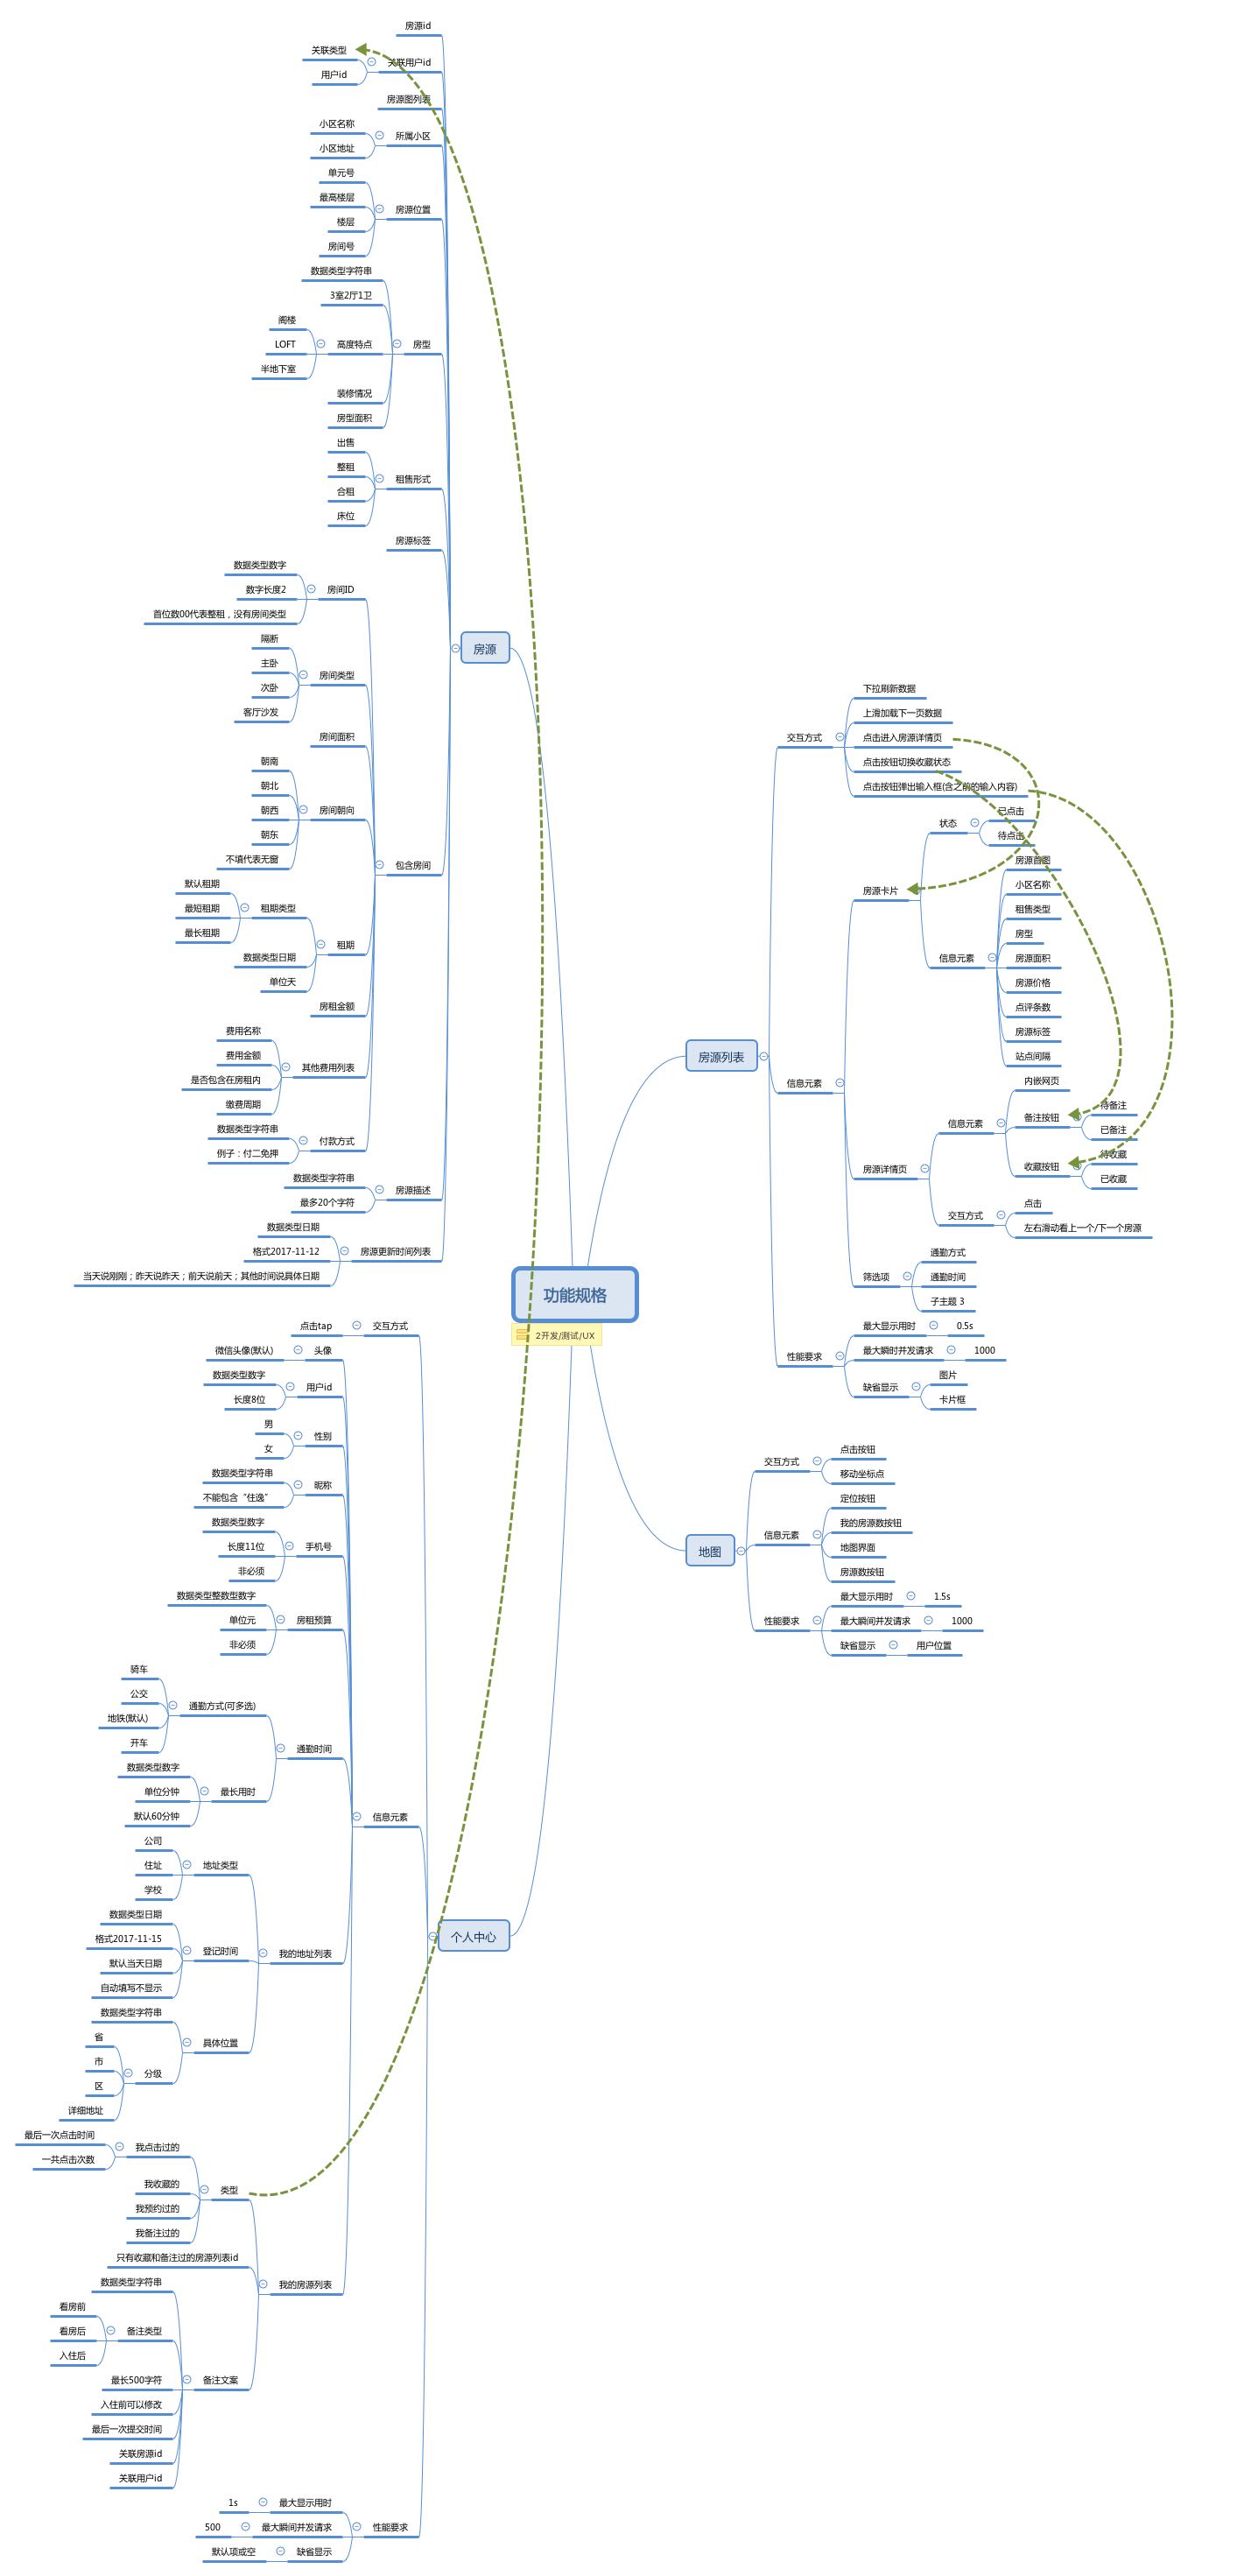 功能规格
2开发/测试/UX
房源
房源id
关联用户id
关联类型
用户id
房源图列表
所属小区
小区名称
小区地址
房源位置
单元号
最高楼层
楼层
房间号
房型
数据类型字符串
3室2厅1卫
高度特点
阁楼
LOFT
半地下室
装修情况
房型面积
租售形式
出售
整租
合租
床位
房源标签
包含房间
房间ID
数据类型数字
数字长度2
首位数00代表整租，没有房间类型
房间类型
隔断
主卧
次卧
客厅沙发
房间面积
房间朝向
朝南
朝北
朝西
朝东
不填代表无窗
租期
租期类型
默认租期
最短租期
最长租期
数据类型日期
单位天
房租金额
其他费用列表
费用名称
费用金额
是否包含在房租内
缴费周期
付款方式
数据类型字符串
例子：付二免押
房源描述
数据类型字符串
最多20个字符
房源更新时间列表
数据类型日期
格式2017-11-12
当天说刚刚；昨天说昨天；前天说前天；其他时间说具体日期
房源列表
交互方式
下拉刷新数据
上滑加载下一页数据
点击进入房源详情页
点击按钮切换收藏状态
点击按钮弹出输入框(含之前的输入内容)
信息元素
房源卡片
状态
已点击
待点击
信息元素
房源首图
小区名称
租售类型
房型
房源面积
房源价格
点评条数
房源标签
站点间隔
房源详情页
信息元素
内嵌网页
备注按钮
待备注
已备注
收藏按钮
待收藏
已收藏
交互方式
点击
左右滑动看上一个/下一个房源
筛选项
通勤方式
通勤时间
子主题 3
性能要求
最大显示用时
0.5s
最大瞬时并发请求
1000
缺省显示
图片
卡片框
地图
交互方式
点击按钮
移动坐标点
信息元素
定位按钮
我的房源数按钮
地图界面
房源数按钮
性能要求
最大显示用时
1.5s
最大瞬间并发请求
1000
缺省显示
用户位置
个人中心
交互方式
点击tap
信息元素
头像
微信头像(默认)
用户id
数据类型数字
长度8位
性别
男
女
昵称
数据类型字符串
不能包含“住逸”
手机号
数据类型数字
长度11位
非必须
房租预算
数据类型整数型数字
单位元
非必须
通勤时间
通勤方式(可多选)
骑车
公交
地铁(默认)
开车
最长用时
数据类型数字
单位分钟
默认60分钟
我的地址列表
地址类型
公司
住址
学校
登记时间
数据类型日期
格式2017-11-15
默认当天日期
自动填写不显示
具体位置
数据类型字符串
分级
省
市
区
详细地址
我的房源列表
类型
我点击过的
最后一次点击时间
一共点击次数
我收藏的
我预约过的
我备注过的
只有收藏和备注过的房源列表id
备注文案
数据类型字符串
备注类型
看房前
看房后
入住后
最长500字符
入住前可以修改
最后一次提交时间
关联房源id
关联用户id
性能要求
最大显示用时
1s
最大瞬间并发请求
500
缺省显示
默认项或空